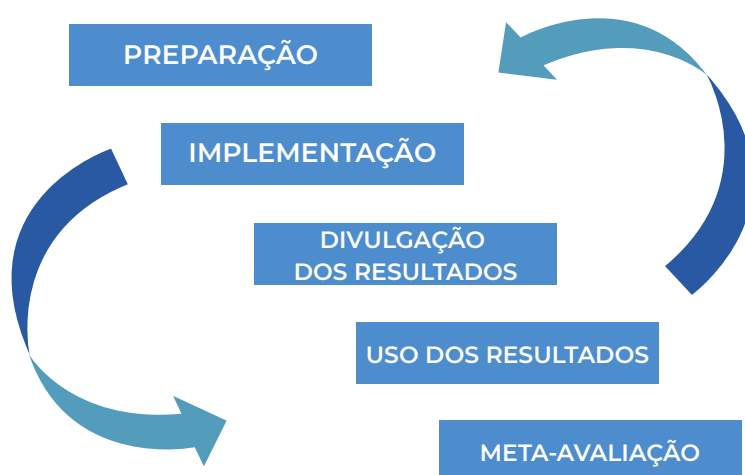 PREPARAÇÃO
IMPLEMENTAÇÃO
DIVULGAÇÃO
DOS RESULTADOS
USO DOS RESULTADOS
META-AVALIAÇÃO